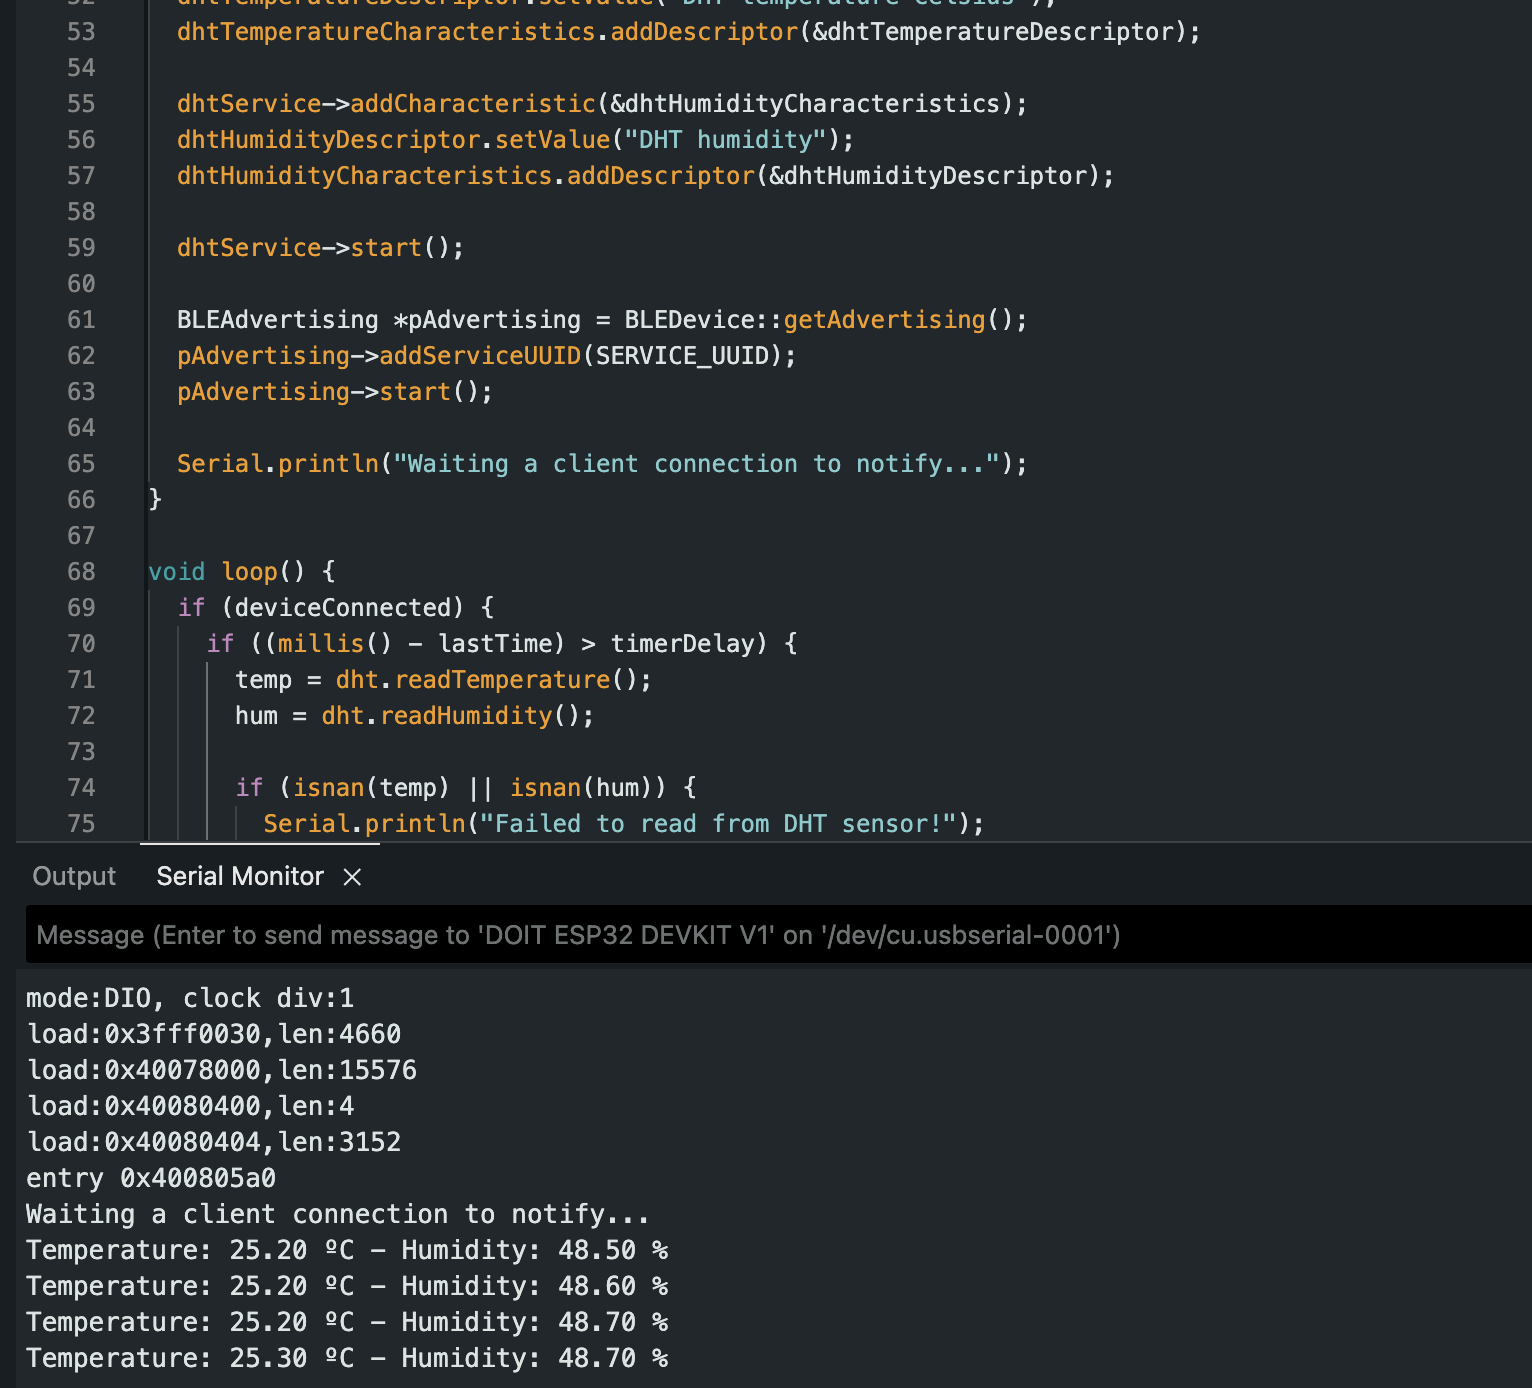 52 dhtTemperatureDescriptor.setValue("DHT temperature Celsius");
53 dhtTemperatureCharacteristics.addDescriptor(&dhtTemperatureDescriptor);
54
55 dhtService->addCharacteristic(&dhtHumidityCharacteristics);
56 dhtHumidityDescriptor.setValue("DHT humidity");
57 dhtHumidityCharacteristics.addDescriptor(&dhtHumidityDescriptor);
58
59 dhtService->start();
60
61 BLEAdvertising *pAdvertising = BLEDevice::getAdvertising();
62 pAdvertising->addServiceUUID(SERVICE_UUID);
63 pAdvertising->start();
64
65 Serial.println("Waiting a client connection to notify...");
66 }
67
68 void loop() {
69 if (deviceConnected) {
70 if ((millis() - lastTime) > timerDelay) {
71 temp = dht.readTemperature();
72 hum = dht.readHumidity();
73
74 if (isnan(temp) || isnan(hum)) {
75 Serial.println("Failed to read from DHT sensor!");
Output Serial Monitor ×
Message (Enter to send message to 'DOIT ESP32 DEVKIT V1' on '/dev/cu.usbserial-0001')
mode:DIO, clock div:1
load:0x3fff0030,len:4660
load:0x40078000,len:15576
load:0x40080400,len:4
load:0x40080404,len:3152
entry 0x400805a0
Waiting a client connection to notify...
Temperature: 25.20 ºC - Humidity: 48.50 %
Temperature: 25.20 ºC - Humidity: 48.60 %
Temperature: 25.20 ºC - Humidity: 48.70 %
Temperature: 25.30 ºC - Humidity: 48.70 %